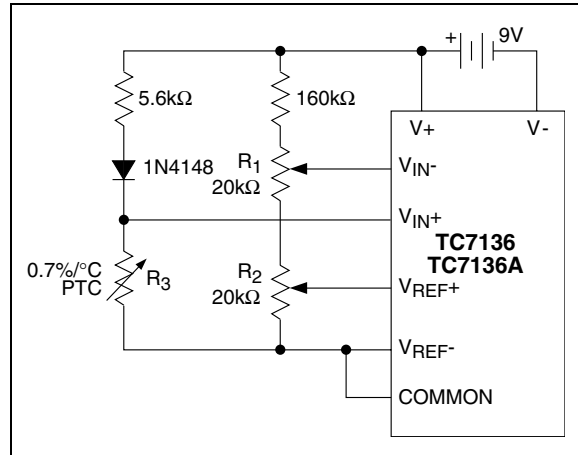 + 9V
5.6kΩ
160kΩ
V+ V-
1N4148
R1
20kΩ
VIN-
VIN+
TC7136
TC7136A
0.7%/°C
PTC
R3
R2
20kΩ
VREF+
VREF-
COMMON